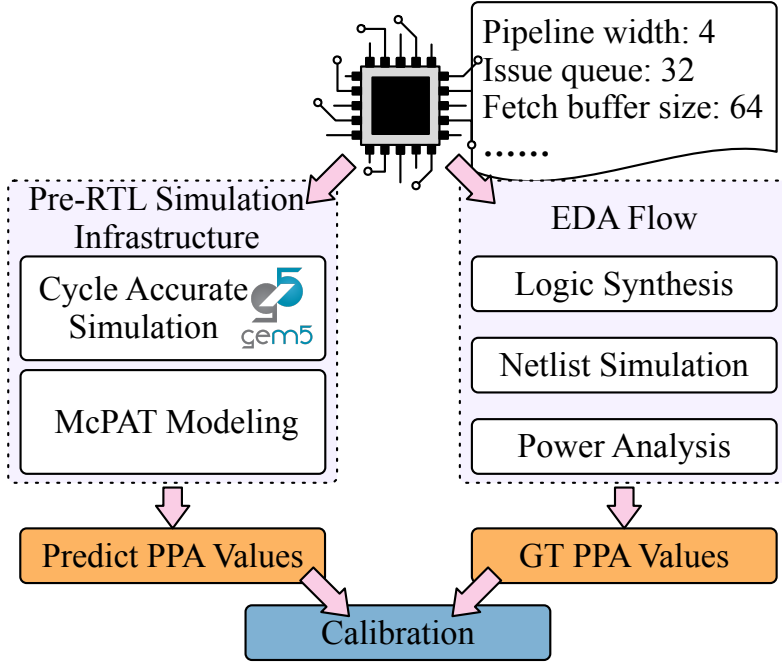 Pipeline width: 4
Issue queue: 32
Fetch buffer size: 64
......
Pre-RTL Simulation
Infrastructure
Cycle Accurate
Simulation
gem5
McPAT Modeling
Predict PPA Values
EDA Flow
Logic Synthesis
Netlist Simulation
Power Analysis
GT PPA Values
Calibration